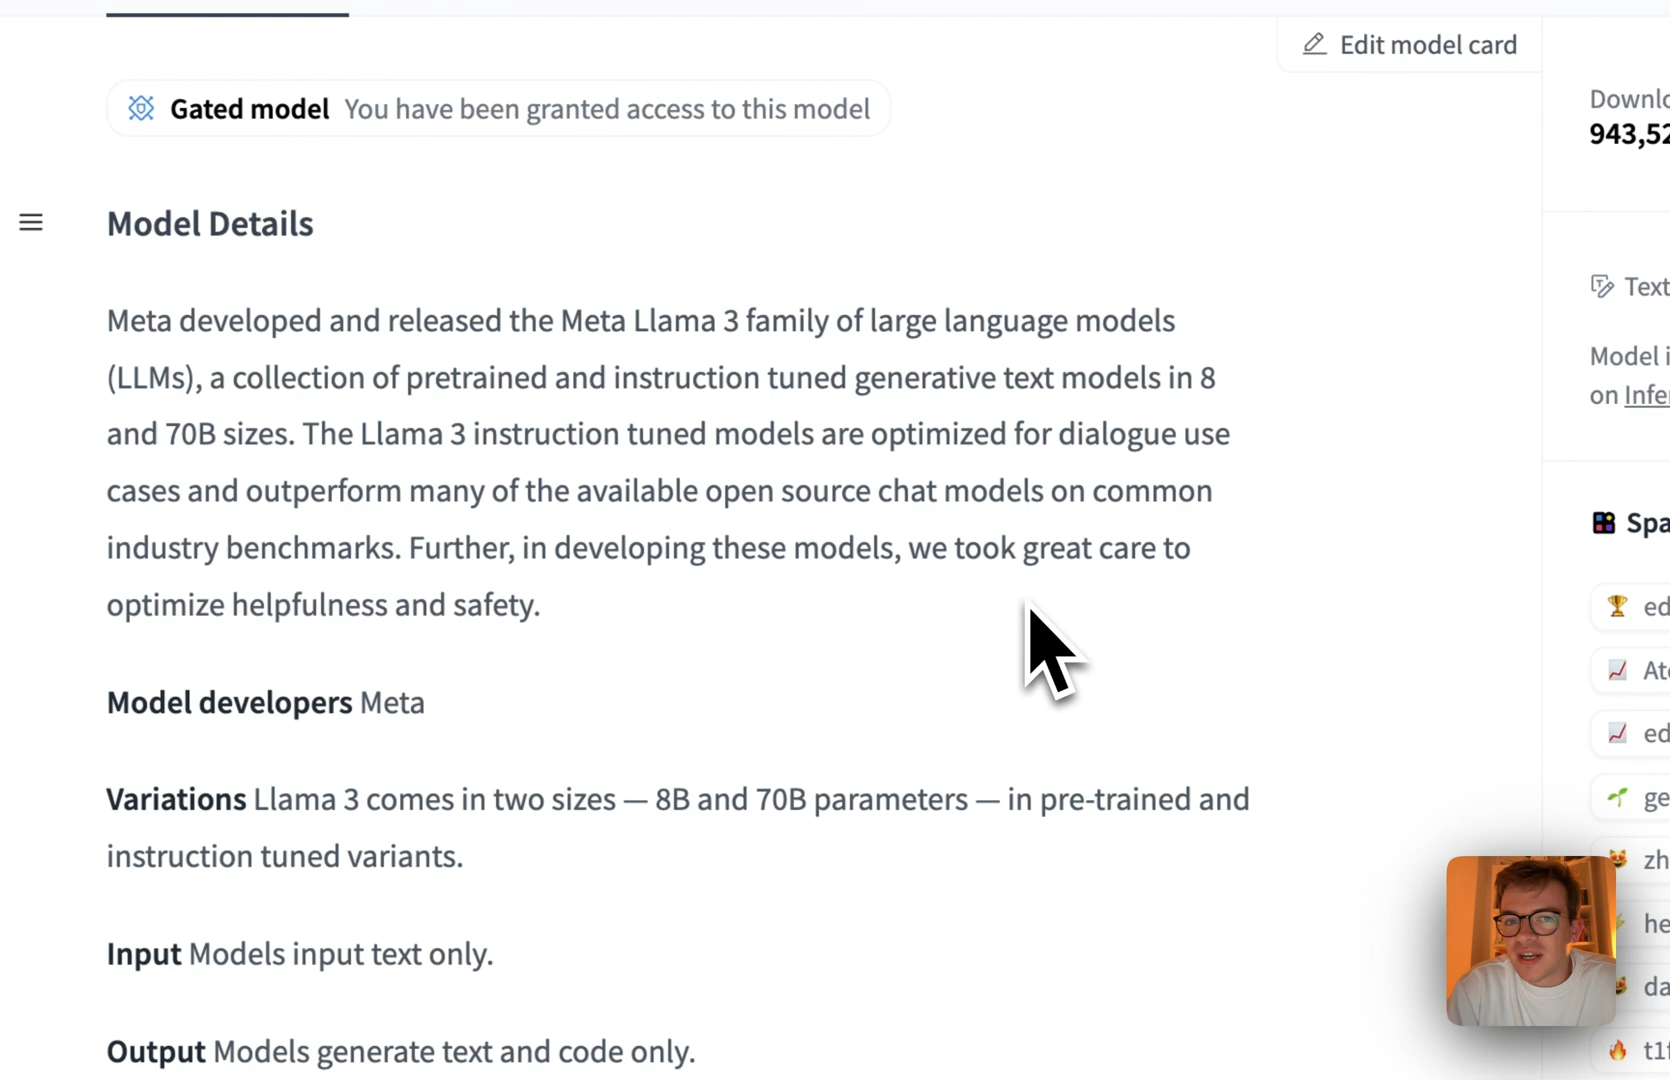 Edit model card
Gated model You have been granted access to this model
Model Details
Meta developed and released the Meta Llama 3 family of large language models
(LLMs), a collection of pretrained and instruction tuned generative text models in 8
and 70B sizes. The Llama 3 instruction tuned models are optimized for dialogue use
cases and outperform many of the available open source chat models on common
industry benchmarks. Further, in developing these models, we took great care to
optimize helpfulness and safety.
Model developers Meta
Variations Llama 3 comes in two sizes — 8B and 70B parameters — in pre-trained and
instruction tuned variants.
Input Models input text only.
Output Models generate text and code only.
Downlo
943,52
Text
Model i
on Infe
Spa
ed
At
ed
ge
zh
he
da
t1